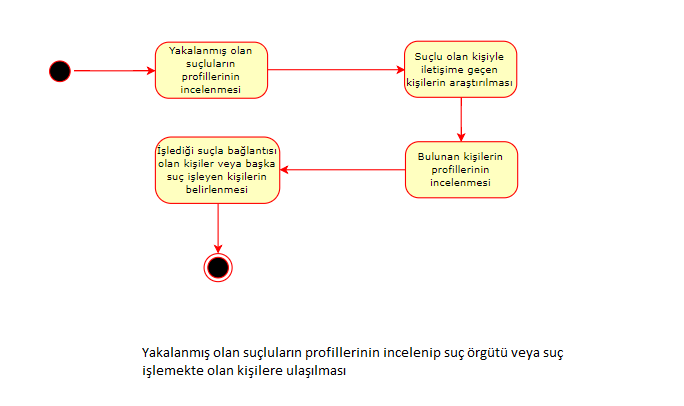 Yakalanmış olan
suçluların
profillerinin
incelenmesi
Suçlu olan kişiyle
iletişime geçen
kişilerin araştırılması
Bulunan kişilerin
profillerinin
incelenmesi
İşlediği suçla bağlantısı
olan kişiler veya başka
suç işleyen kişilerin
belirlenmesi
Yakalanmış olan suçluların profillerinin incelenip suç örgütü veya suç
işlemekte olan kişilere ulaşılması